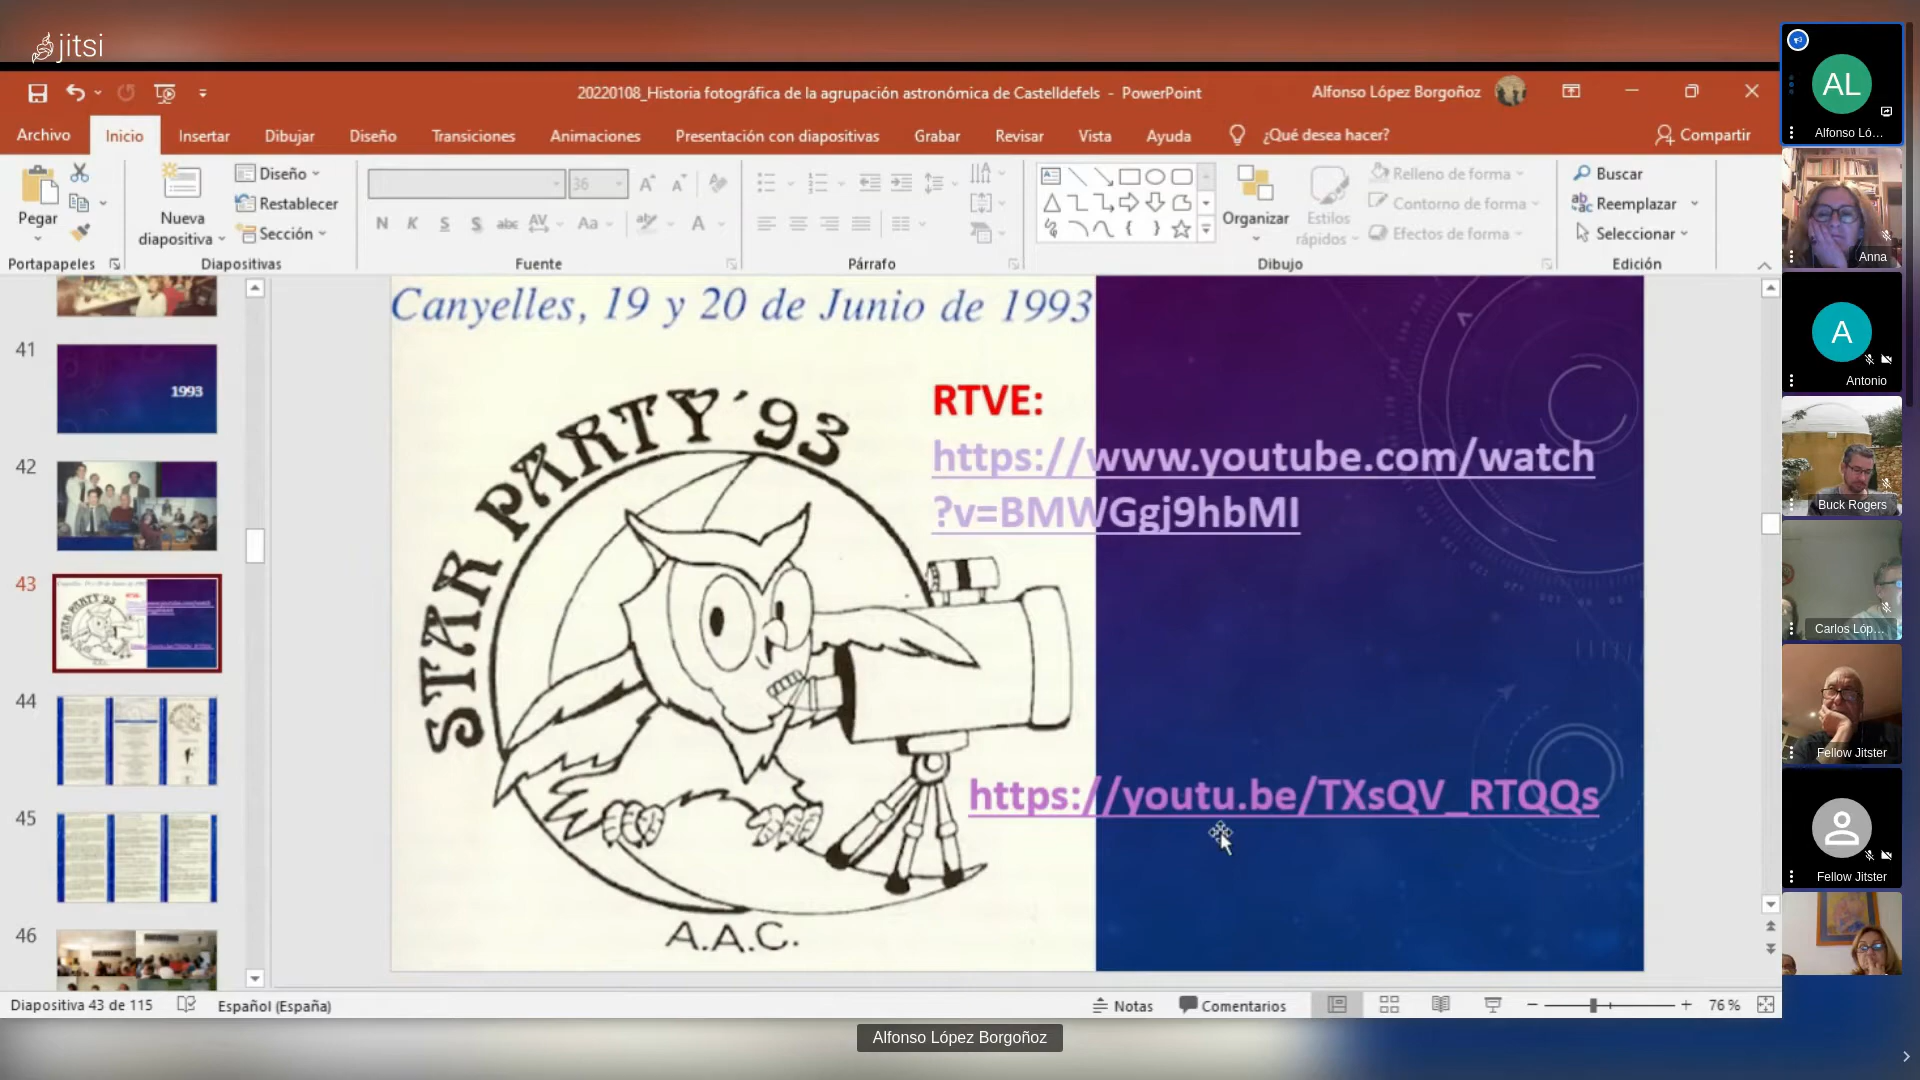 jitsi
20220108_Historia fotográfica de la agrupación astronómica de Castelldefels - PowerPoint
Alfonso López Borgoñoz
Archivo
Inicio
Insertar
Dibujar
Diseño
Transiciones
Animaciones
Presentación con diapositivas
Grabar
Revisar
Vista
Ayuda
¿Qué desea hacer?
Compartir
Pegar
Portapapeles
Nueva
diapositiva
Diseño
Restablecer
Sección
Diapositivas
36
N K S S abc AV Aa A
Fuente
Párrafo
Organizar
Estilos
rápidos
Relleno de forma
Contorno de forma
Efectos de forma
Dibujo
Buscar
Reemplazar
Seleccionar
Edición
41
1993
42
43
44
45
46
Canyelles, 19 y 20 de Junio de 1993
STAR PARTY '93
A.A.C.
RTVE:
https://www.youtube.com/watch
?v=BMWGgj9hbMI
https://youtu.be/TXsQV_RTQQs
Diapositiva 43 de 115
Español (España)
Notas
Comentarios
76 %
Alfonso López Borgoñoz
AL
Alfonso Ló...
Anna
A
Antonio
Buck Rogers
Carlos Lóp...
Fellow Jitster
Fellow Jitster